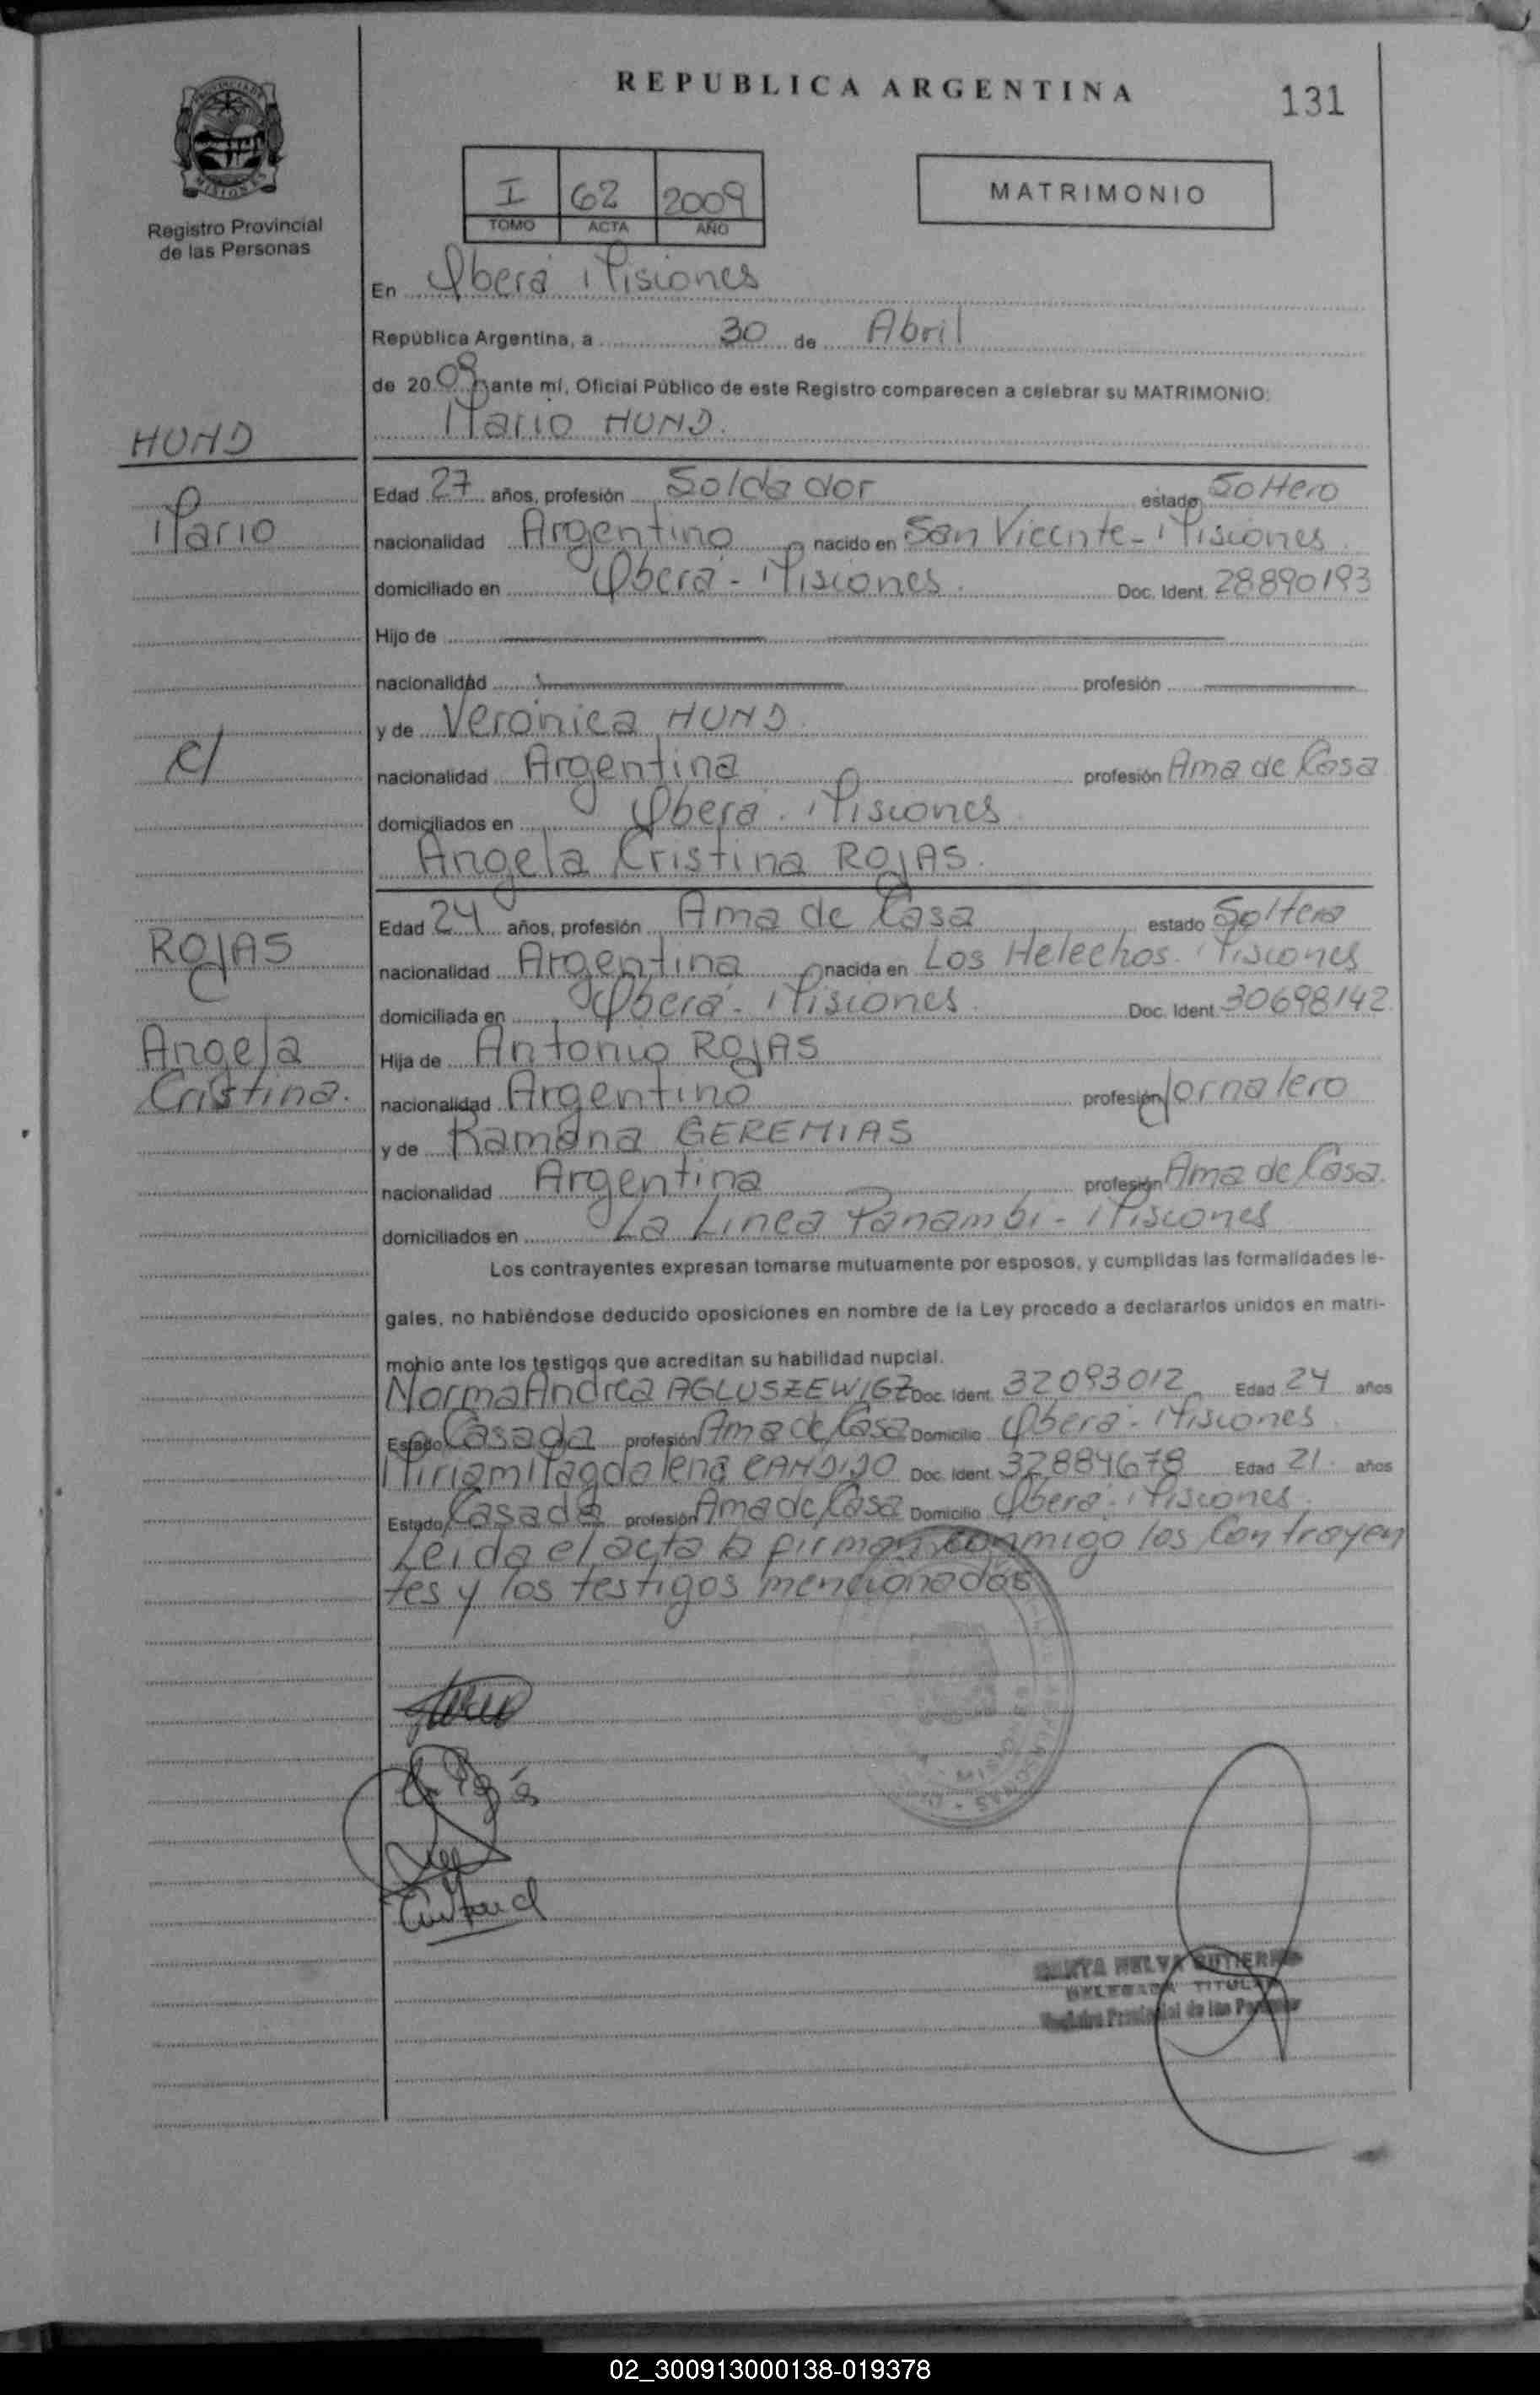 REPUBLICA ARGENTINA
131
PROVINCIA DE
MISIONES
Registro Provincial
de las Personas
I 62 2009
TOMO ACTA AÑO
MATRIMONIO
En Oberá Misiones
República Argentina, a 30 de Abril
de 2009 ante mí, Oficial Público de este Registro comparecen a celebrar su MATRIMONIO:
Mario HUND.
HUND
Mario
c/
ROJAS
Angela
Cristina.
Edad 27 años, profesión Soldador estado Soltero
nacionalidad Argentino nacido en San Vicente - Misiones.
domiciliado en Oberá - Misiones. Doc. Ident. 28890193
Hijo de
nacionalidad profesión
y de Verónica HUND.
nacionalidad Argentina profesión Ama de Casa
domiciliados en Oberá - Misiones
Angela Cristina ROJAS.
Edad 24 años, profesión Ama de Casa estado Soltera
nacionalidad Argentina nacida en Los Helechos. Misiones
domiciliada en Oberá - Misiones. Doc. Ident. 30698142.
Hija de Antonio ROJAS
nacionalidad Argentino profesión Jornalero
y de Ramona GEREMIAS
nacionalidad Argentina profesión Ama de Casa.
domiciliados en La Linea Panambi - Misiones
Los contrayentes expresan tomarse mutuamente por esposos, y cumplidas las formalidades le-
gales, no habiéndose deducido oposiciones en nombre de la Ley procedo a declararlos unidos en matri-
monio ante los testigos que acreditan su habilidad nupcial.
Norma Andrea AGLUSZEWIGZ Doc. Ident. 32093012 Edad 24 años
Estado Casada profesión Ama de Casa Domicilio Oberá - Misiones.
Miriam Magdalena CANDIDO Doc. Ident. 32884678 Edad 21. años
Estado Casada profesión Ama de Casa Domicilio Oberá - Misiones.
Leida el acta la firman conmigo los Contrayen
tes y los testigos mencionados
DELEGADA TITULAR
Registro Provincial de las Personas
02_300913000138-019378